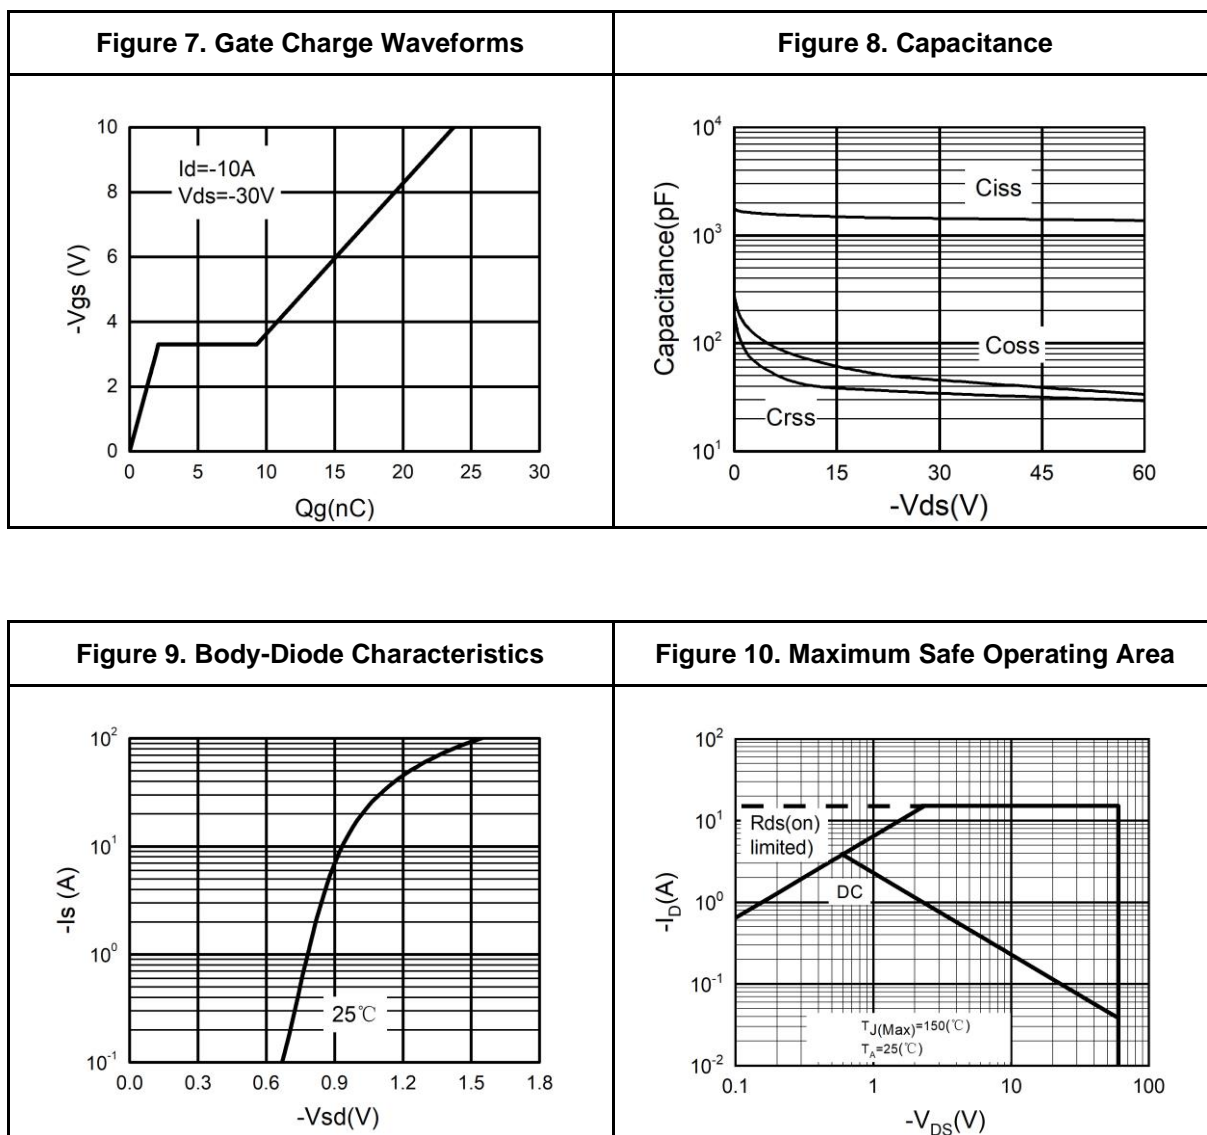 Figure 7. Gate Charge Waveforms
Figure 8. Capacitance
10
8
6
4
2
0
-Vgs (V)
Id=-10A
Vds=-30V
0 5 10 15 20 25 30
Qg(nC)
10⁴
10³
10²
10¹
Capacitance(pF)
Ciss
Coss
Crss
0 15 30 45 60
-Vds(V)
Figure 9. Body-Diode Characteristics
Figure 10. Maximum Safe Operating Area
10²
10¹
10⁰
10⁻¹
-Is (A)
25℃
0.0 0.3 0.6 0.9 1.2 1.5 1.8
-Vsd(V)
10²
10¹
10⁰
10⁻¹
10⁻²
-I_D(A)
Rds(on)
limited)
DC
T_J(Max)=150(℃)
T_A=25(℃)
0.1 1 10 100
-V_DS(V)